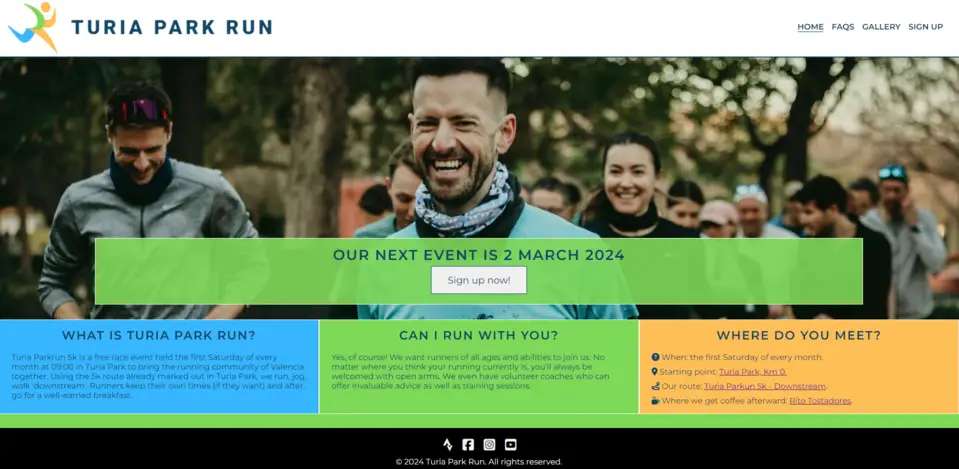 TURIA PARK RUN
HOME FAQS GALLERY SIGN UP
OUR NEXT EVENT IS 2 MARCH 2024
Sign up now!
WHAT IS TURIA PARK RUN?
Turia Parkrun 5k is a free race event held the first Saturday of every
month at 09:00 in Turia Park to bring the running community of Valencia
together. Using the 5k route already marked out in Turia Park, we run, jog,
walk 'downstream'. Runners keep their own times (if they want) and after,
go for a well-earned breakfast.
CAN I RUN WITH YOU?
Yes, of course! We want runners of all ages and abilities to join us. No
matter where you think your running currently is, you'll always be
welcomed with open arms. We even have volunteer coaches who can
offer invaluable advice as well as training sessions.
WHERE DO YOU MEET?
When: the first Saturday of every month.
Starting point: Turia Park, Km 0.
Our route: Turia Parkun 5k - Downstream.
Where we get coffee afterward: Rito Tostadores
© 2024 Turia Park Run. All rights reserved.